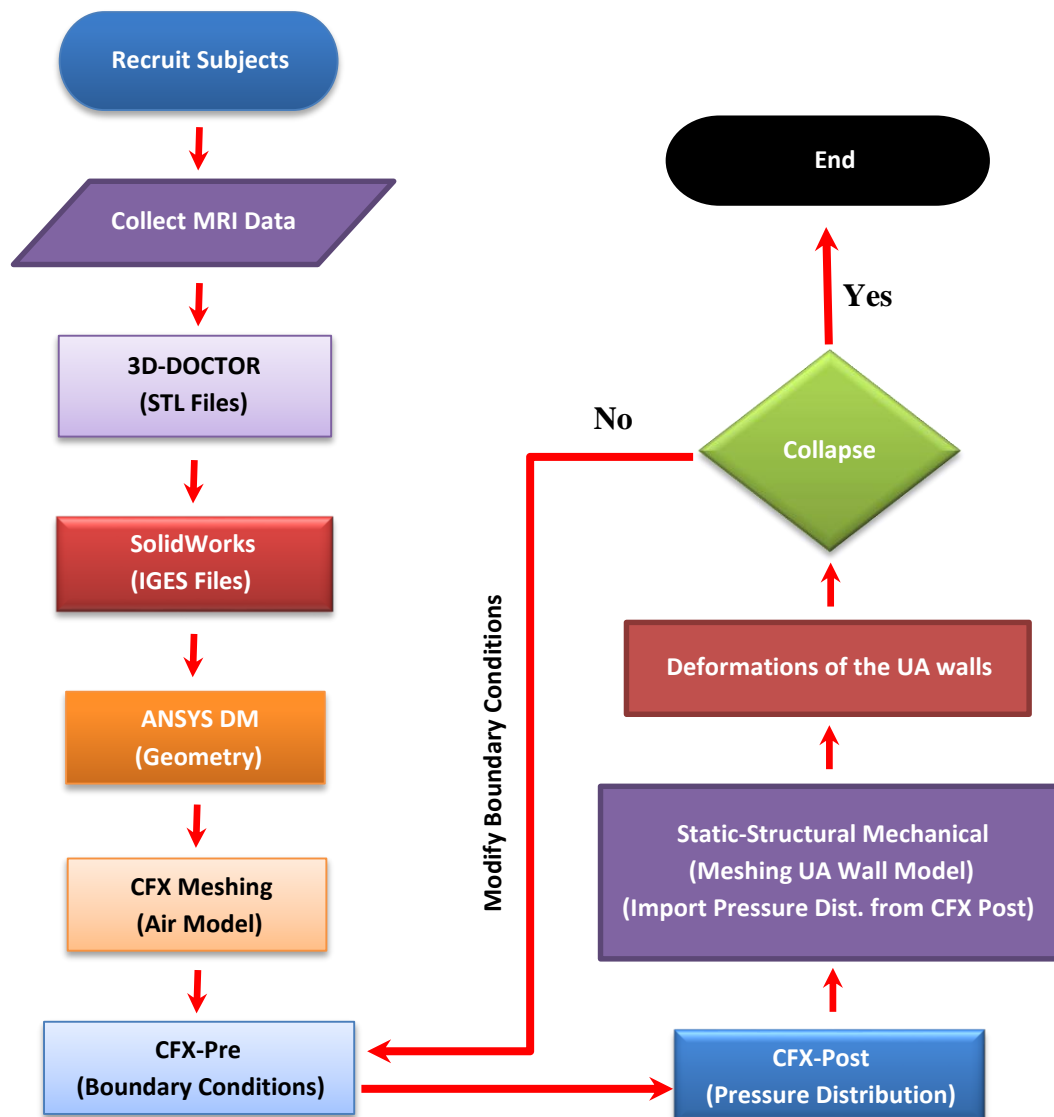 Recruit Subjects
Collect MRI Data
3D-DOCTOR
(STL Files)
SolidWorks
(IGES Files)
ANSYS DM
(Geometry)
CFX Meshing
(Air Model)
CFX-Pre
(Boundary Conditions)
CFX-Post
(Pressure Distribution)
Static-Structural Mechanical
(Meshing UA Wall Model)
(Import Pressure Dist. from CFX Post)
Deformations of the UA walls
Collapse
No
Modify Boundary Conditions
Yes
End